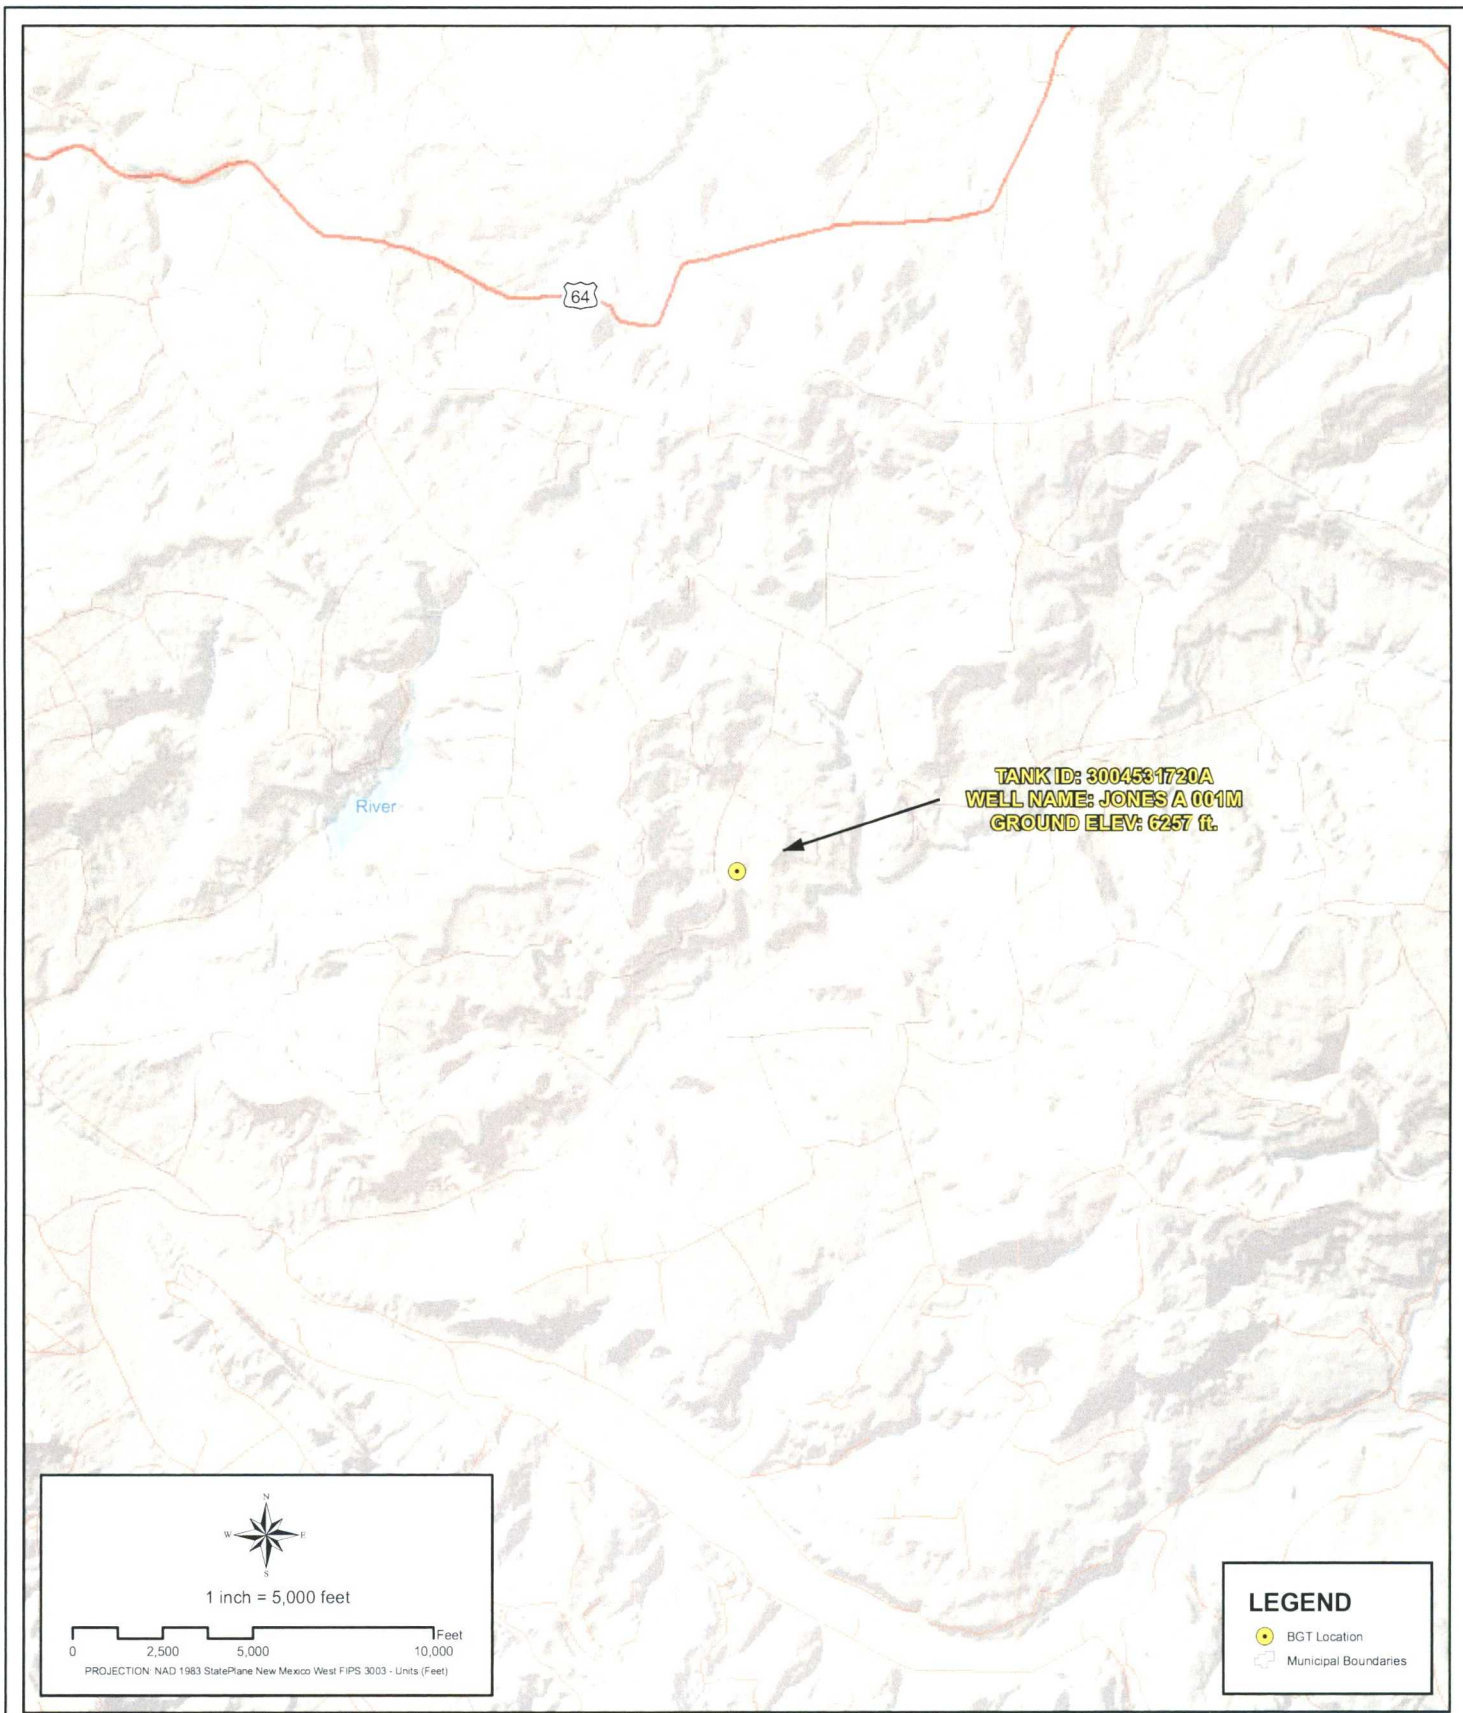 64
TANK ID: 3004531720A
WELL NAME: JONES A 001M
GROUND ELEV: 6257 ft.
River
N
W E
S
1 inch = 5,000 feet
Feet
0 2,500 5,000 10,000
PROJECTION: NAD 1983 StatePlane New Mexico West FIPS 3003 - Units (Feet)
LEGEND
BGT Location
Municipal Boundaries